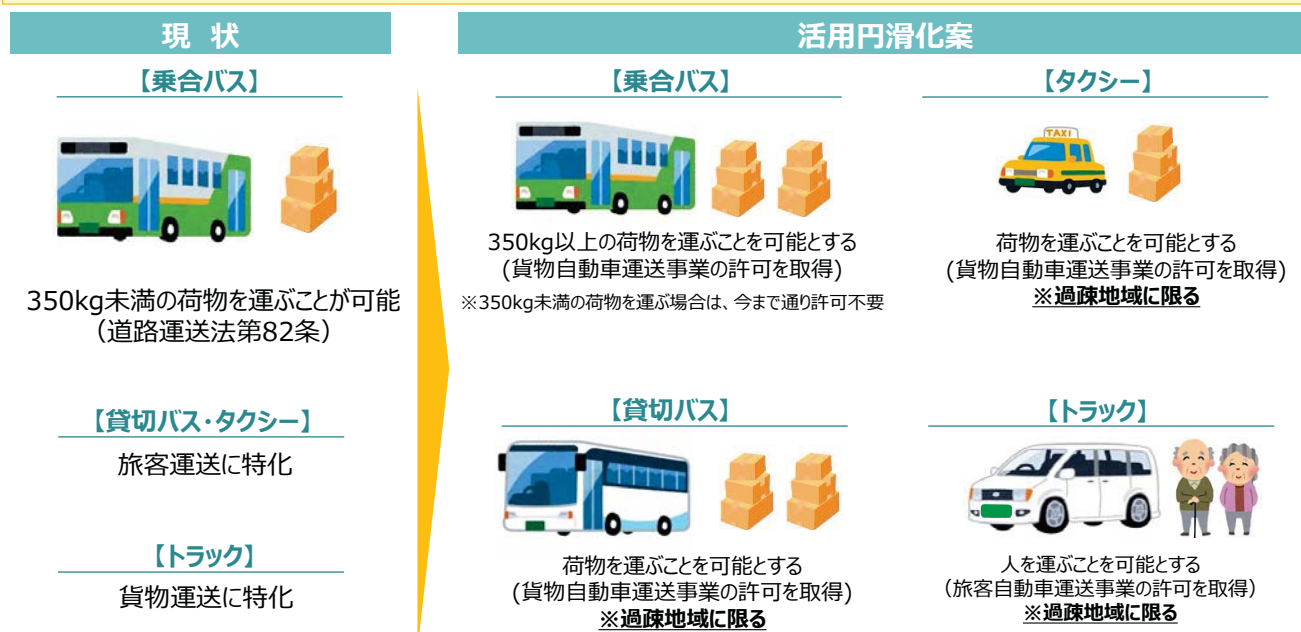 現 状
【乗合バス】
350kg未満の荷物を運ぶことが可能
(道路運送法第82条)
【貸切バス・タクシー】
旅客運送に特化
【トラック】
貨物運送に特化
活用円滑化案
【乗合バス】
350kg以上の荷物を運ぶことを可能とする
(貨物自動車運送事業の許可を取得)
※350kg未満の荷物を運ぶ場合は、今まで通り許可不要
【タクシー】
TAXI
荷物を運ぶことを可能とする
(貨物自動車運送事業の許可を取得)
※過疎地域に限る
【貸切バス】
荷物を運ぶことを可能とする
(貨物自動車運送事業の許可を取得)
※過疎地域に限る
【トラック】
人を運ぶことを可能とする
(旅客自動車運送事業の許可を取得)
※過疎地域に限る